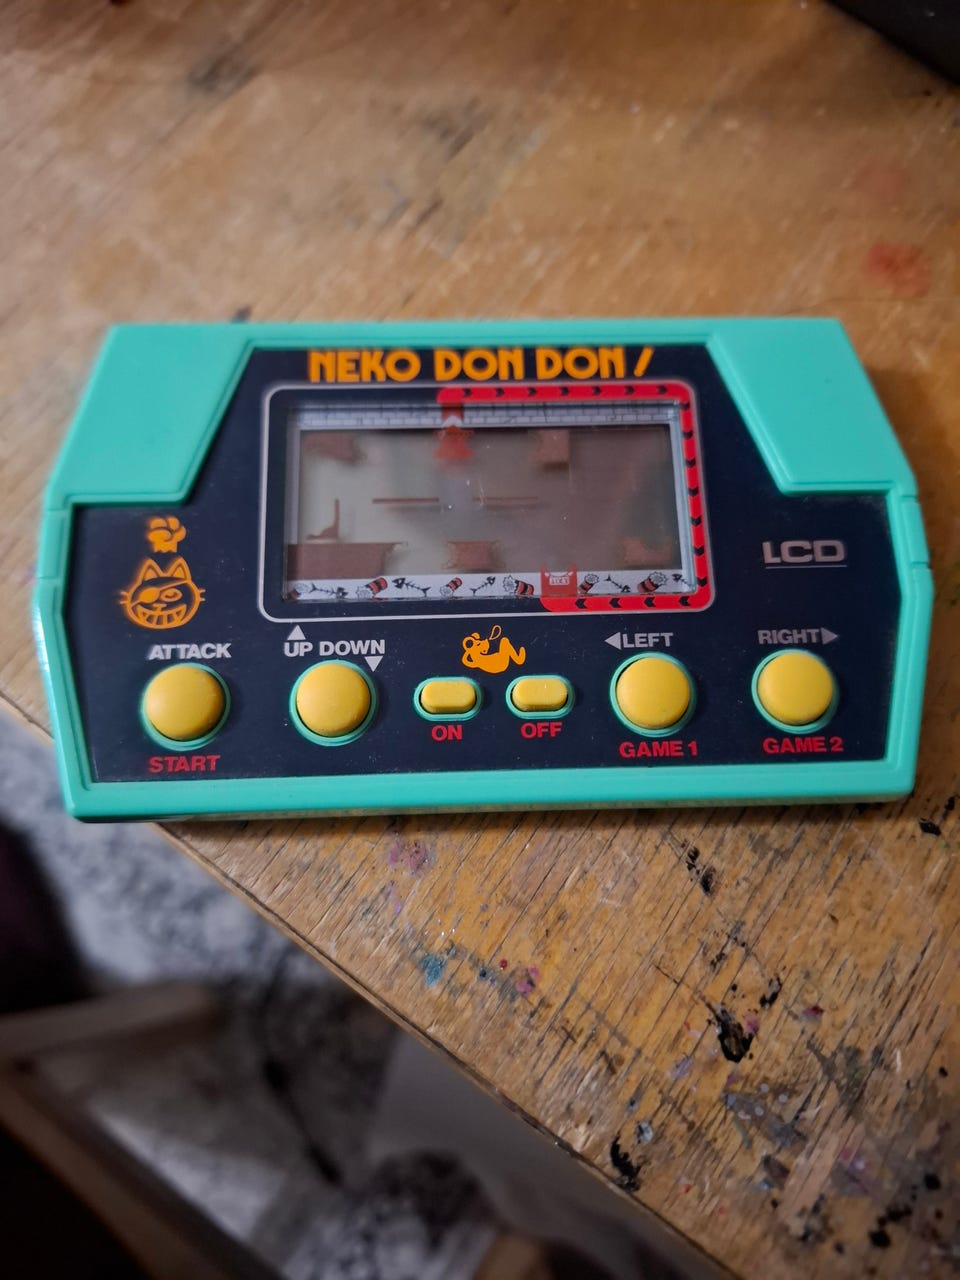 NEKO DON DON!
LCD
ATTACK
UP DOWN
LEFT
RIGHT
START
ON
OFF
GAME 1
GAME 2